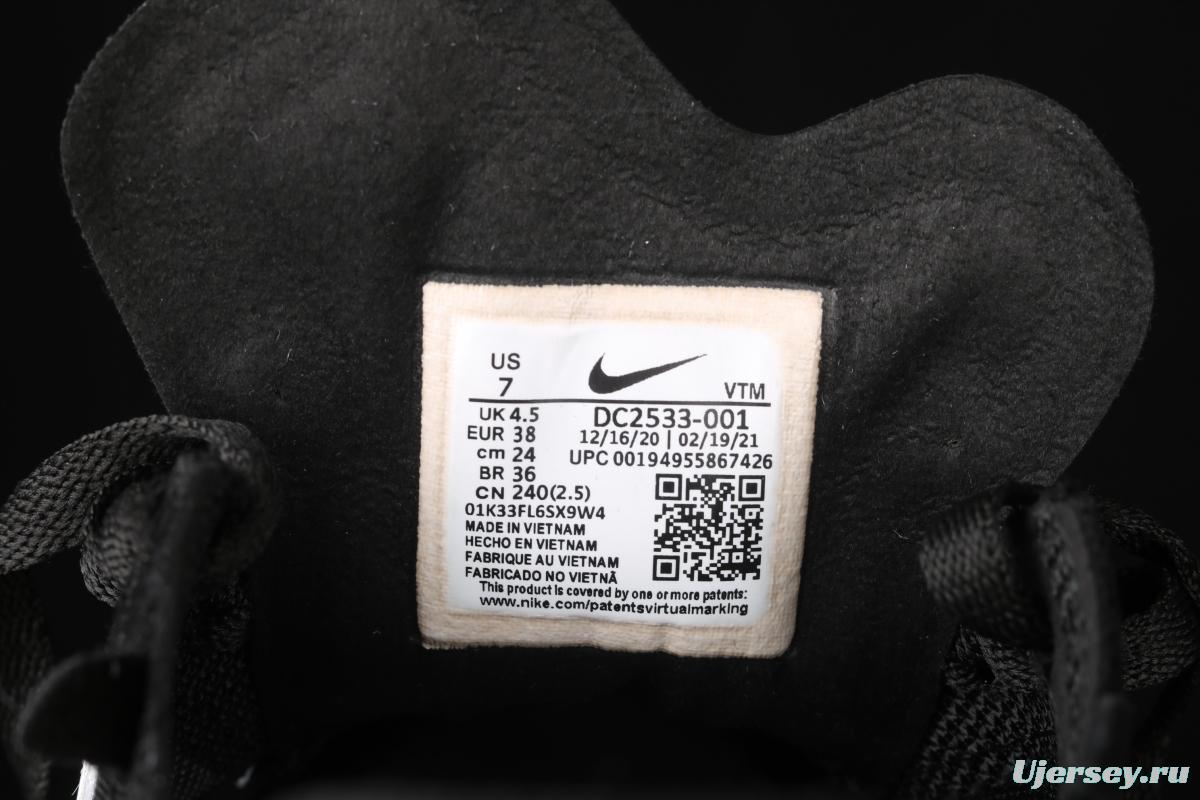 US
7
VTM
UK 4.5
EUR 38
cm 24
BR 36
CN 240(2.5)
DC2533-001
12/16/20 | 02/19/21
UPC 00194955867426
01K33FL6SX9W4
MADE IN VIETNAM
HECHO EN VIETNAM
FABRIQUE AU VIETNAM
FABRICADO NO VIETNÃ
This product is covered by one or more patents:
www.nike.com/patentsvirtualmarking
Ujersey.ru